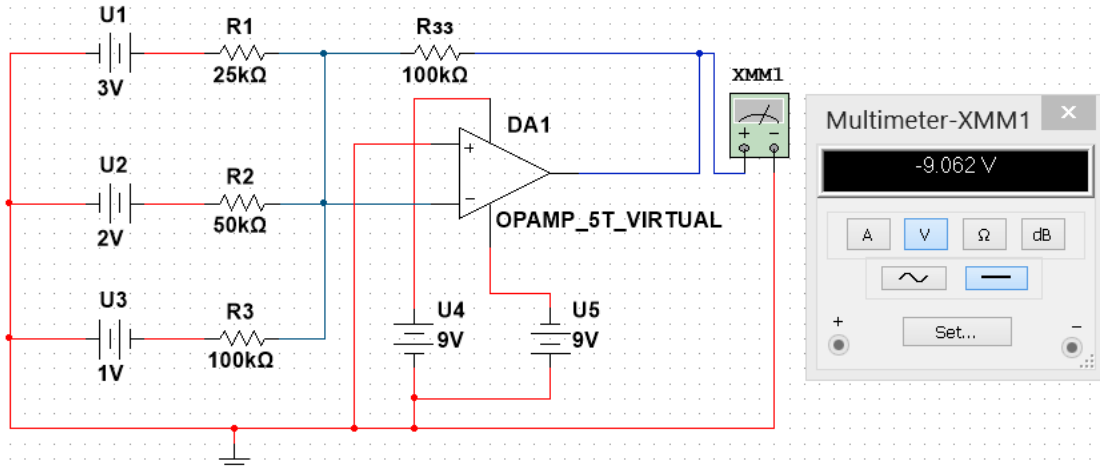 U1
3V
R1
25kΩ
R33
100kΩ
XMM1
+ −
DA1
+
−
OPAMP_5T_VIRTUAL
U2
2V
R2
50kΩ
U3
1V
R3
100kΩ
U4
9V
U5
9V
Multimeter-XMM1 ×
-9.062 V
A V Ω dB
+ Set... −